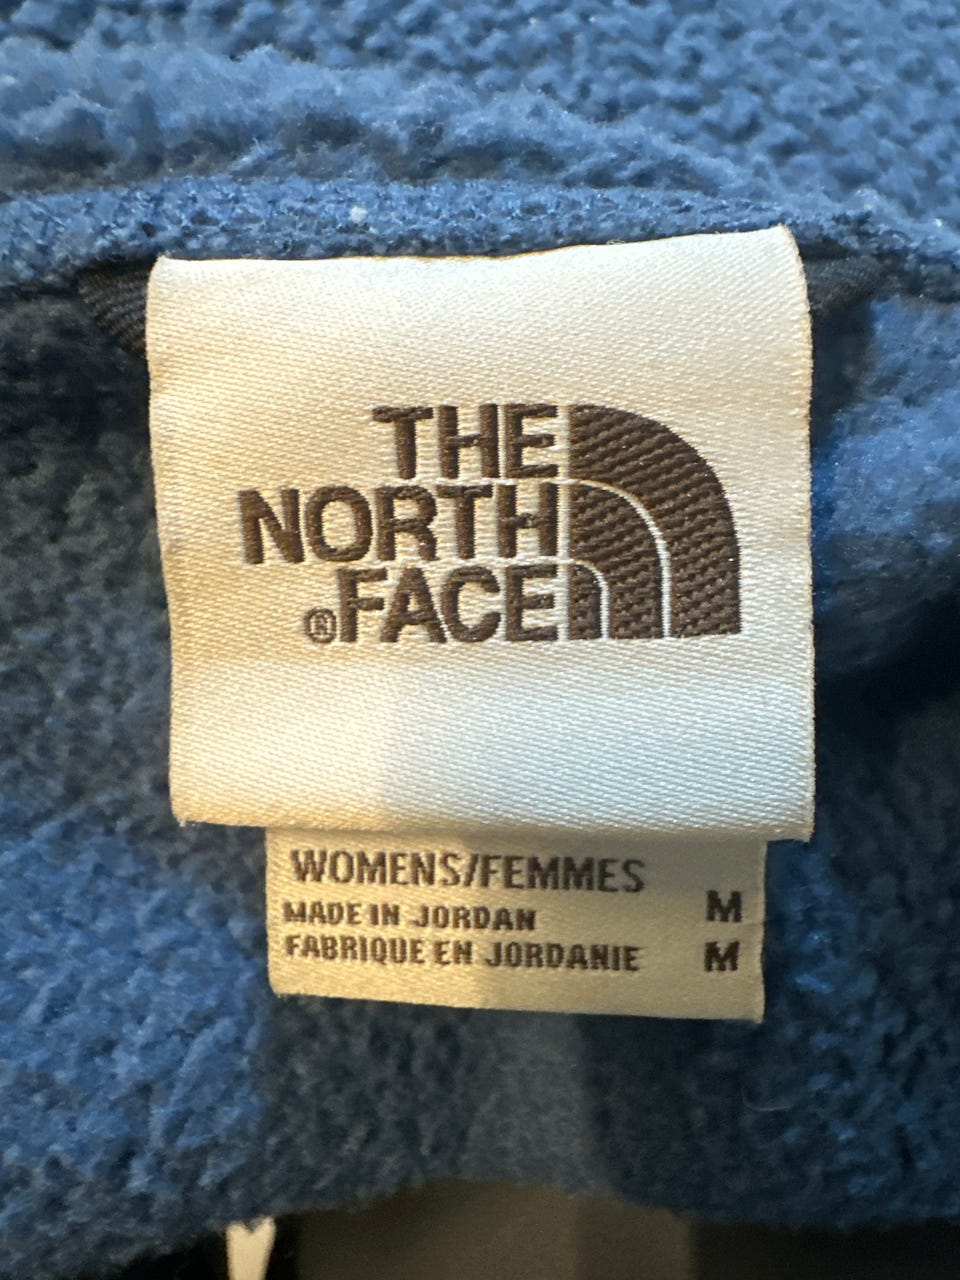 THE
NORTH
®FACE
WOMENS/FEMMES
MADE IN JORDAN M
FABRIQUE EN JORDANIE M